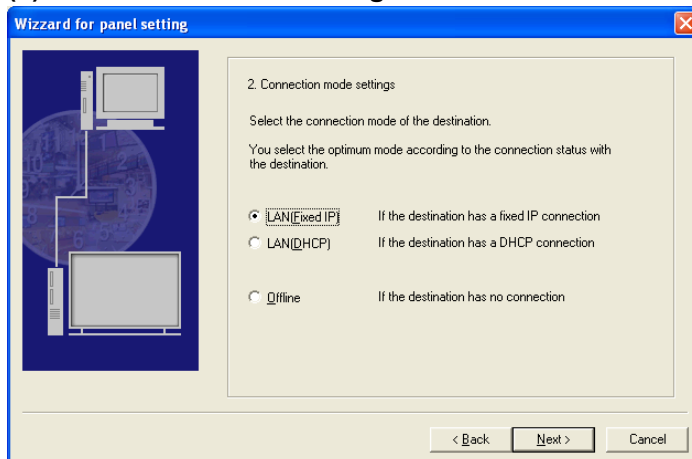 Wizzard for panel setting
2. Connection mode settings
Select the connection mode of the destination.
You select the optimum mode according to the connection status with
the destination.
LAN(Fixed IP) If the destination has a fixed IP connection
LAN(DHCP) If the destination has a DHCP connection
Offline If the destination has no connection
< Back Next > Cancel